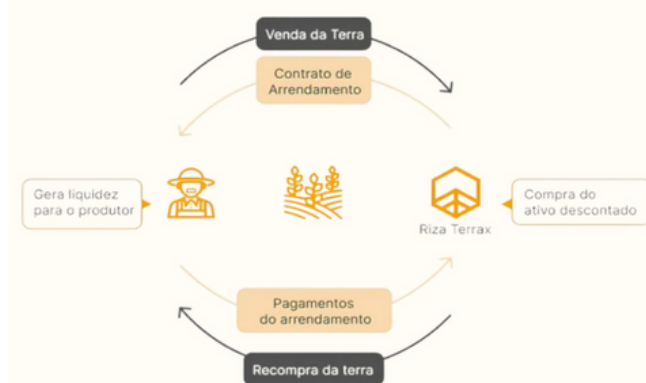 Venda da Terra
Contrato de
Arrendamento
Gera liquidez
para o produtor
Riza Terrax
Compra do
ativo descontado
Pagamentos
do arrendamento
Recompra da terra